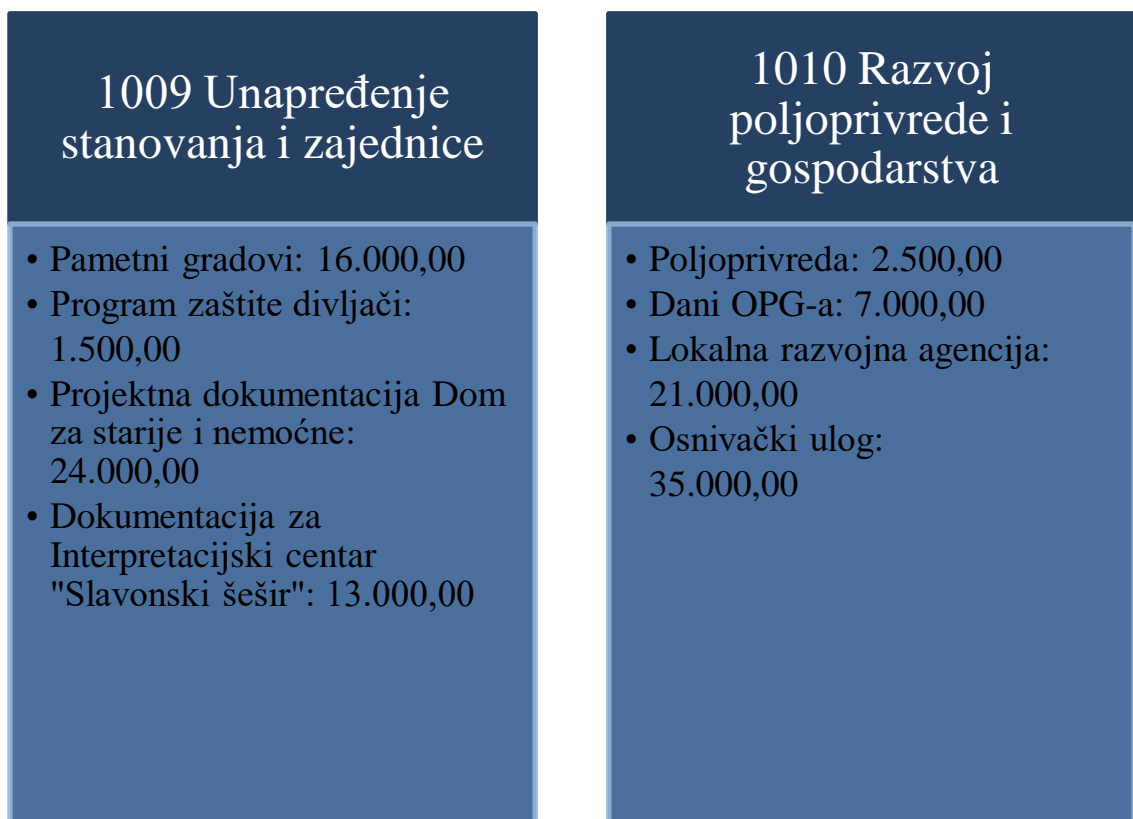 1009 Unapređenje
stanovanja i zajednice
• Pametni gradovi: 16.000,00
• Program zaštite divljači:
1.500,00
• Projektna dokumentacija Dom
za starije i nemoćne:
24.000,00
• Dokumentacija za
Interpretacijski centar
"Slavonski šešir": 13.000,00
1010 Razvoj
poljoprivrede i
gospodarstva
• Poljoprivreda: 2.500,00
• Dani OPG-a: 7.000,00
• Lokalna razvojna agencija:
21.000,00
• Osnivački ulog:
35.000,00